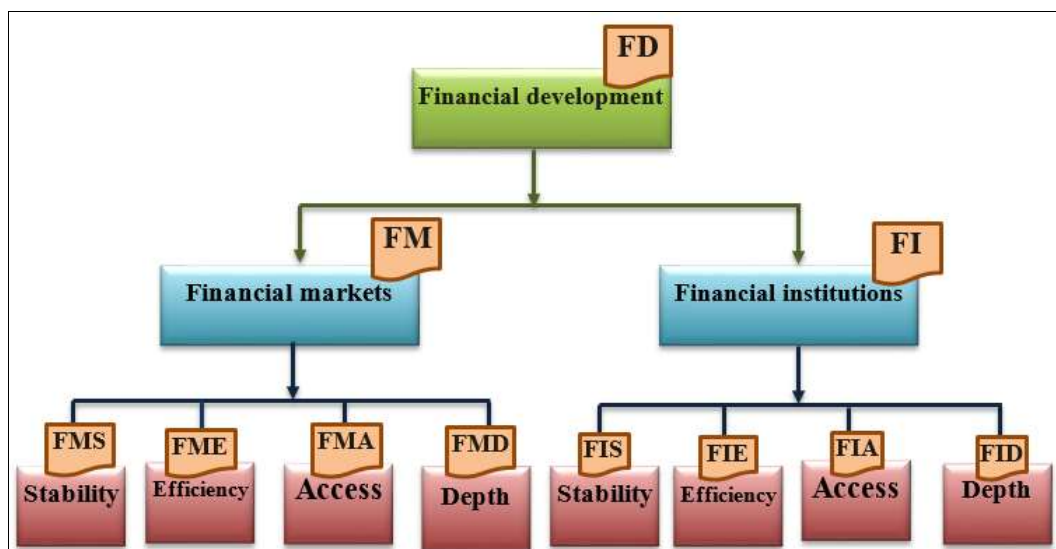 FD
Financial development
FM
Financial markets
FI
Financial institutions
FMS
Stability
FME
Efficiency
FMA
Access
FMD
Depth
FIS
Stability
FIE
Efficiency
FIA
Access
FID
Depth